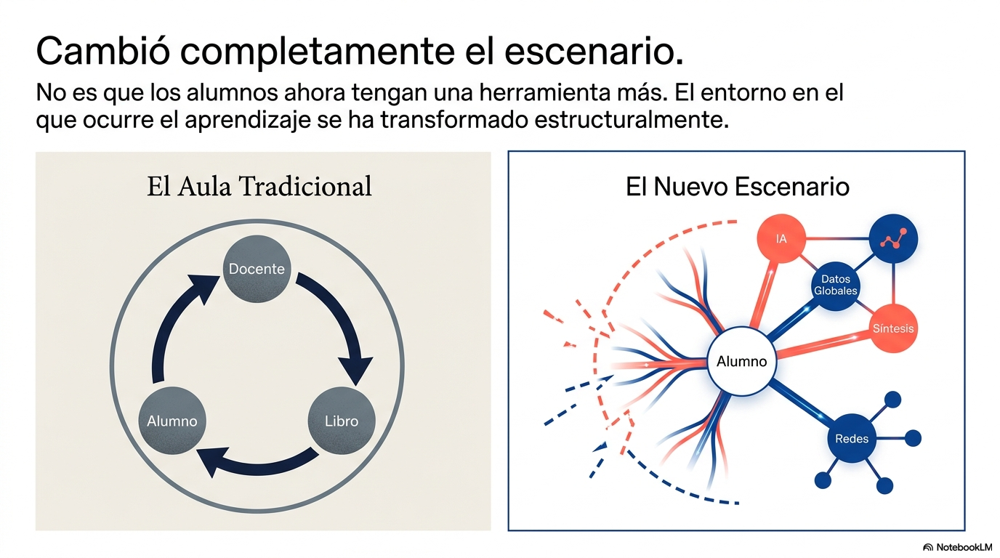 Cambió completamente el escenario.
No es que los alumnos ahora tengan una herramienta más. El entorno en el
que ocurre el aprendizaje se ha transformado estructuralmente.
El Aula Tradicional
Docente
Alumno
Libro
El Nuevo Escenario
IA
Datos
Globales
Síntesis
Alumno
Redes
NotebookLM